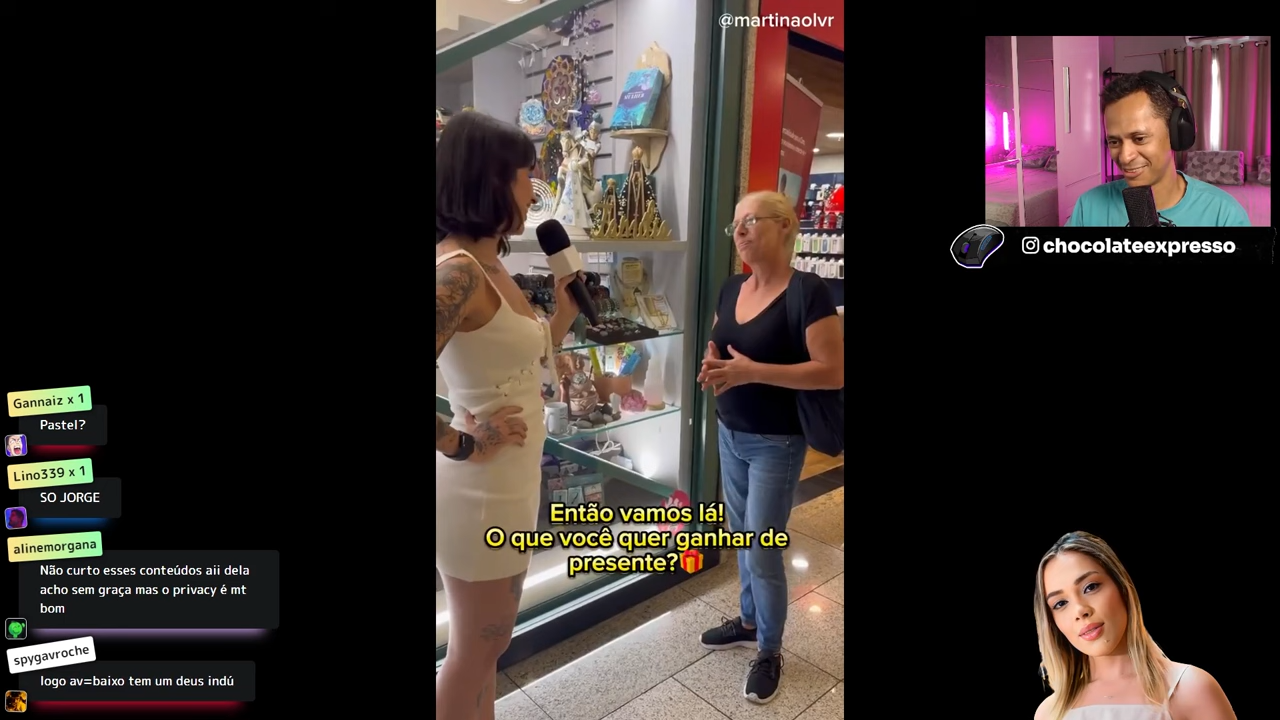 @martinaolvr
chocolateexpresso
Então vamos lá!
O que você quer ganhar de
presente?🎁
Gannaiz x 1
Pastel?
Lino339 x 1
SO JORGE
alinemorgana
Não curto esses conteúdos aii dela
acho sem graça mas o privacy é mt
bom
spygavroche
logo av=baixo tem um deus indú